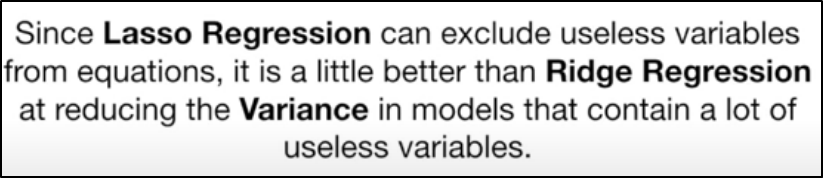 Since Lasso Regression can exclude useless variables
from equations, it is a little better than Ridge Regression
at reducing the Variance in models that contain a lot of
useless variables.